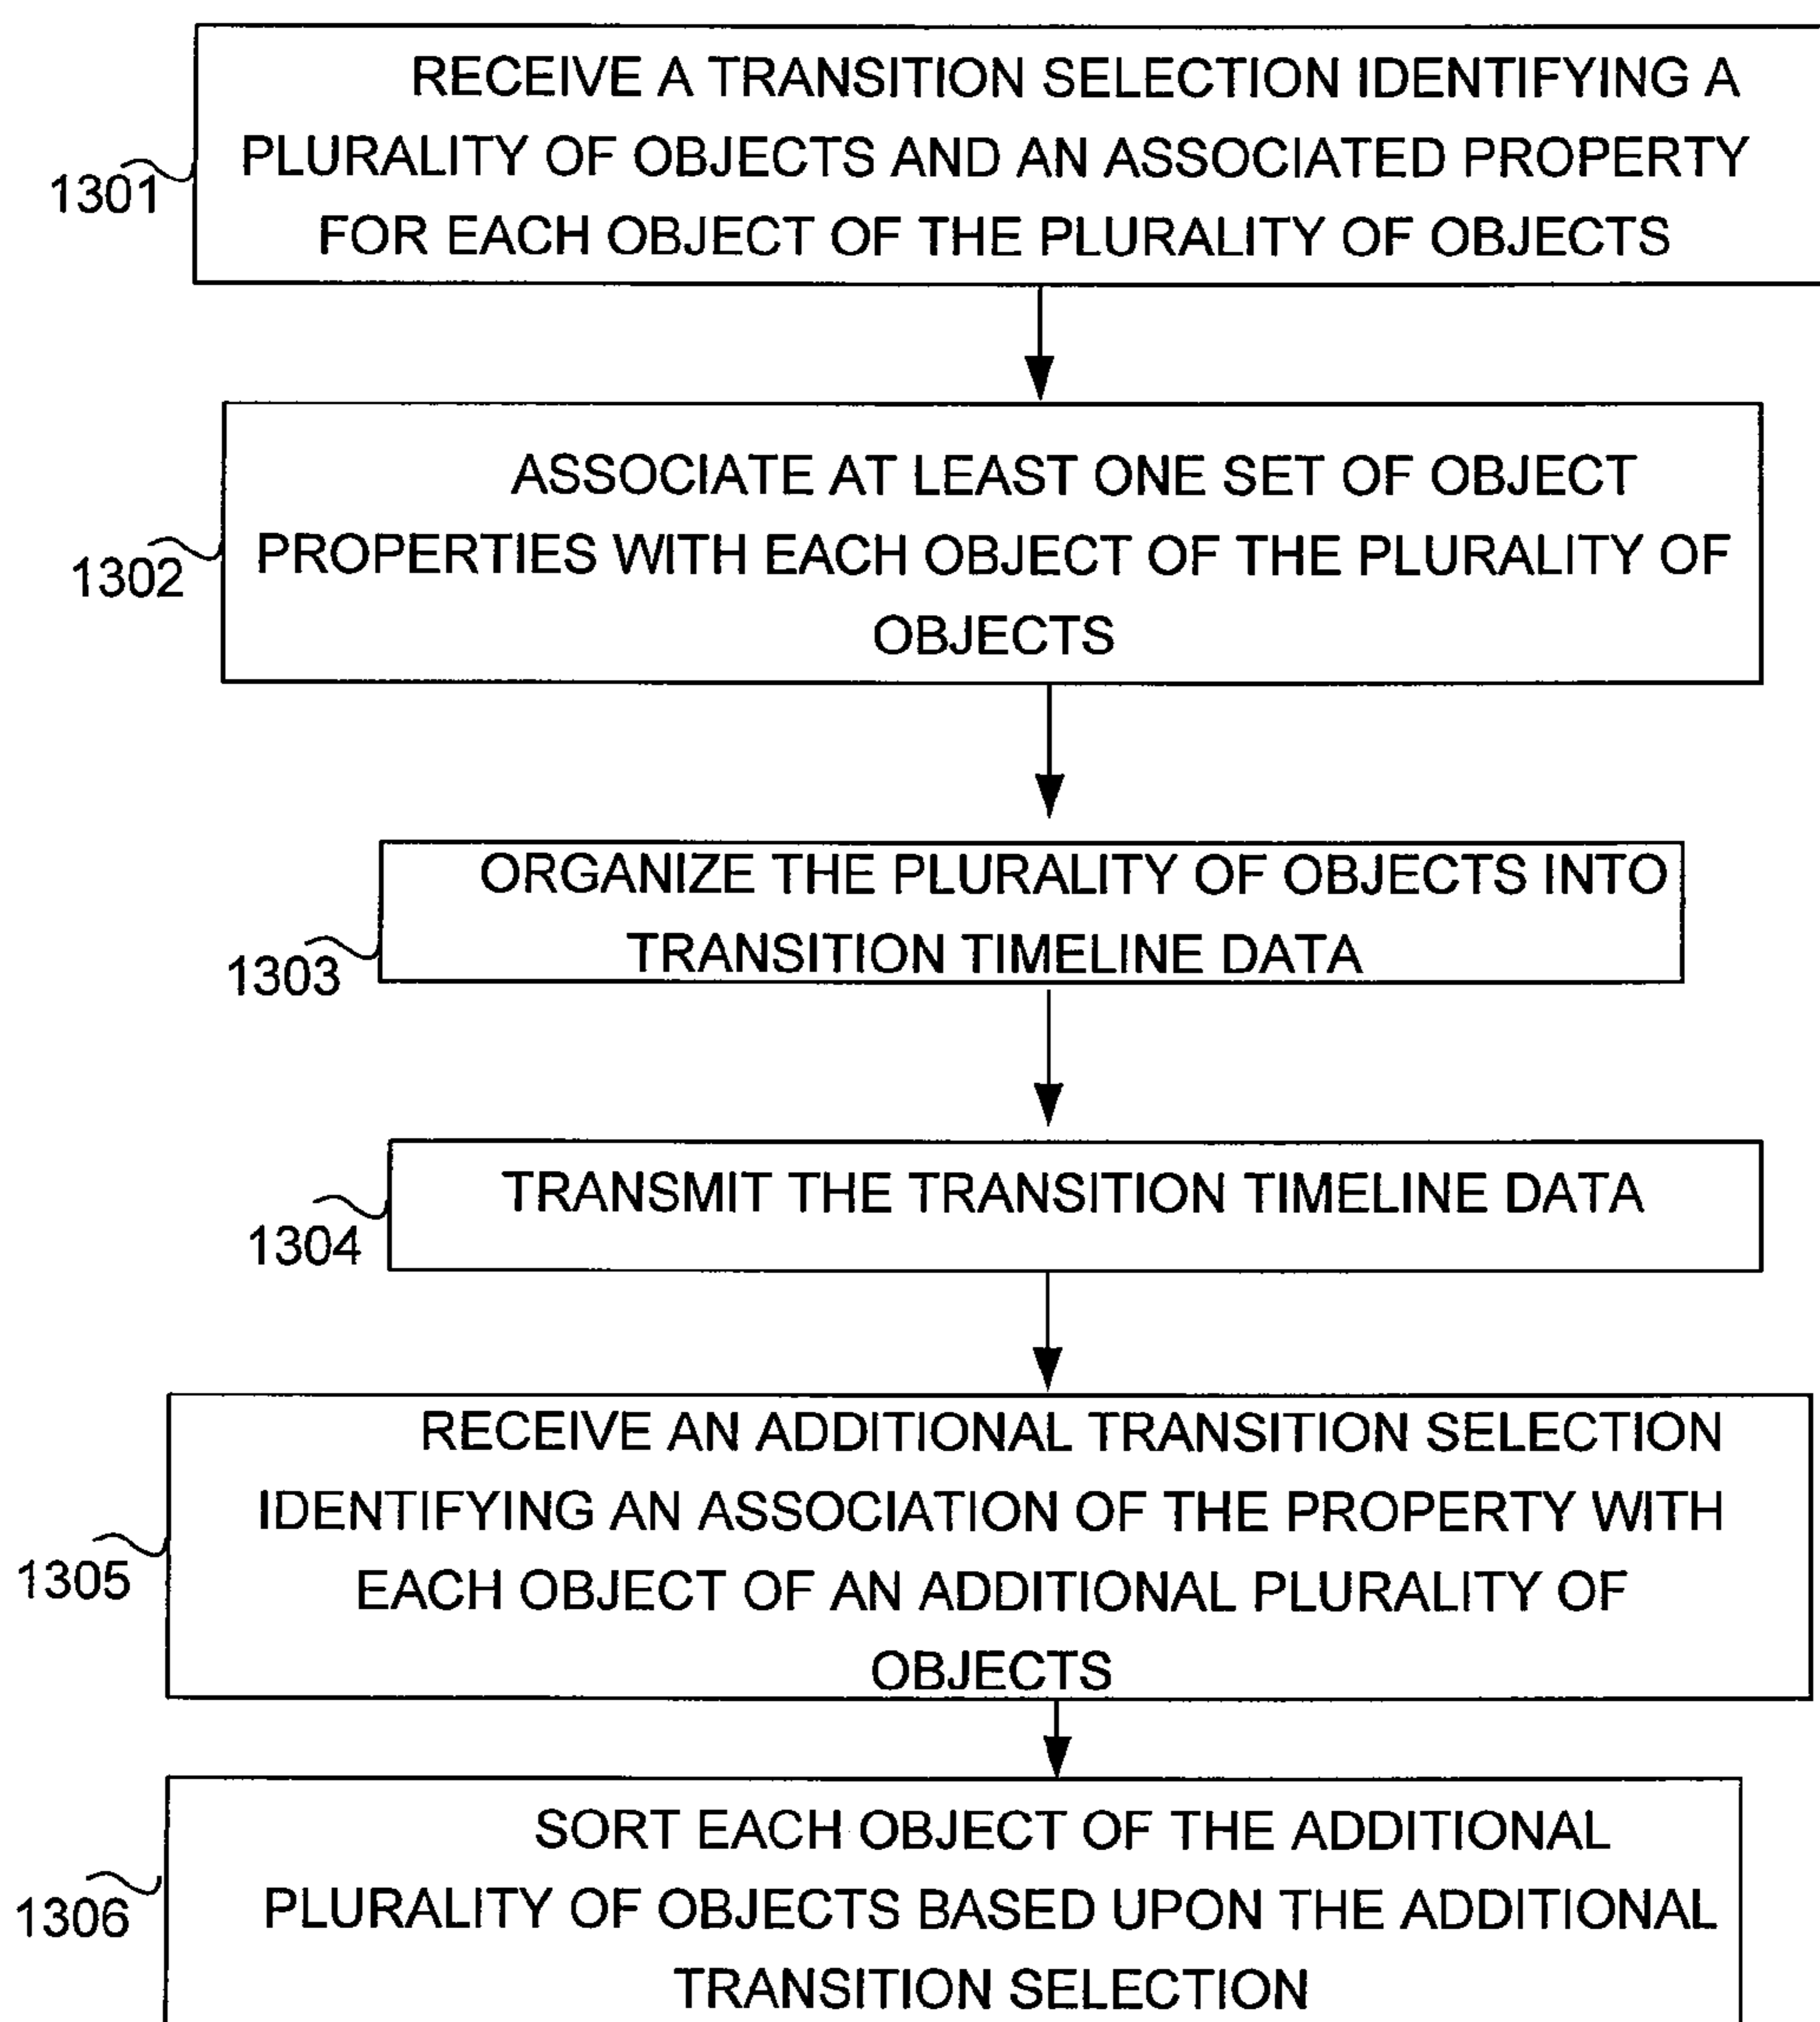 RECEIVE A TRANSITION SELECTION IDENTIFYING A
PLURALITY OF OBJECTS AND AN ASSOCIATED PROPERTY
FOR EACH OBJECT OF THE PLURALITY OF OBJECTS
1301
ASSOCIATE AT LEAST ONE SET OF OBJECT
PROPERTIES WITH EACH OBJECT OF THE PLURALITY OF
OBJECTS
1302
ORGANIZE THE PLURALITY OF OBJECTS INTO
TRANSITION TIMELINE DATA
1303
TRANSMIT THE TRANSITION TIMELINE DATA
1304
RECEIVE AN ADDITIONAL TRANSITION SELECTION
IDENTIFYING AN ASSOCIATION OF THE PROPERTY WITH
EACH OBJECT OF AN ADDITIONAL PLURALITY OF
OBJECTS
1305
SORT EACH OBJECT OF THE ADDITIONAL
PLURALITY OF OBJECTS BASED UPON THE ADDITIONAL
TRANSITION SELECTION
1306